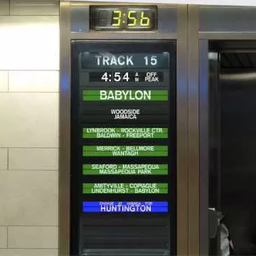 3:56
TRACK 15
4:54 OFF
PEAK
BABYLON
WOODSIDE
JAMAICA
LYNBROOK - ROCKVILLE CTR.
BALDWIN - FREEPORT
MERRICK - BELLMORE
WANTAGH
SEAFORD - MASSAPEQUA
MASSAPEQUA PARK
AMITYVILLE - COPIAGUE
LINDENHURST - BABYLON
HUNTINGTON